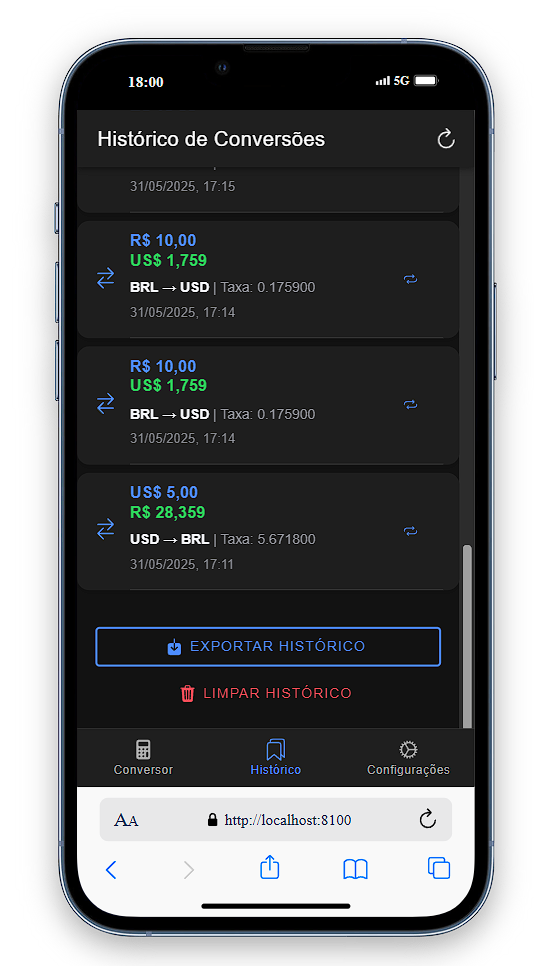 18:00
5G
Histórico de Conversões
31/05/2025, 17:15
R$ 10,00
US$ 1,759
BRL → USD | Taxa: 0.175900
31/05/2025, 17:14
R$ 10,00
US$ 1,759
BRL → USD | Taxa: 0.175900
31/05/2025, 17:14
US$ 5,00
R$ 28,359
USD → BRL | Taxa: 5.671800
31/05/2025, 17:11
EXPORTAR HISTÓRICO
LIMPAR HISTÓRICO
Conversor
Histórico
Configurações
AA
http://localhost:8100